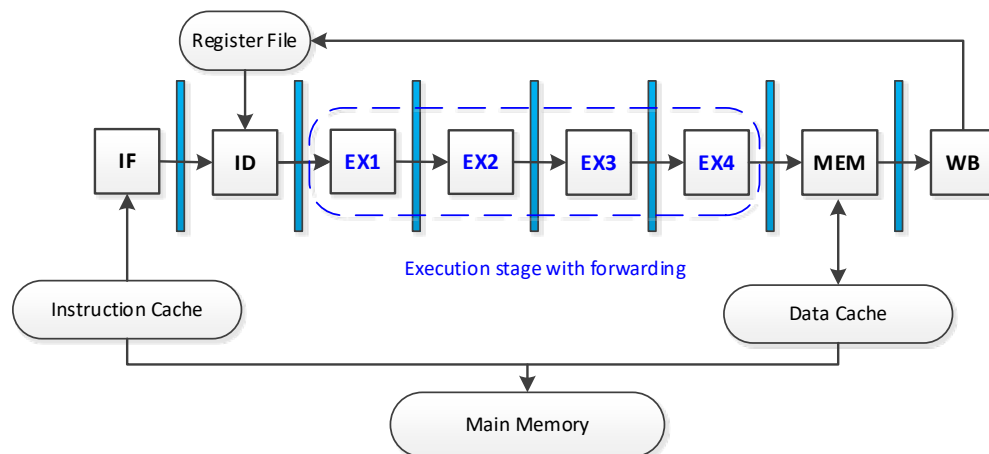 Register File
IF
ID
EX1
EX2
EX3
EX4
MEM
WB
Execution stage with forwarding
Instruction Cache
Data Cache
Main Memory